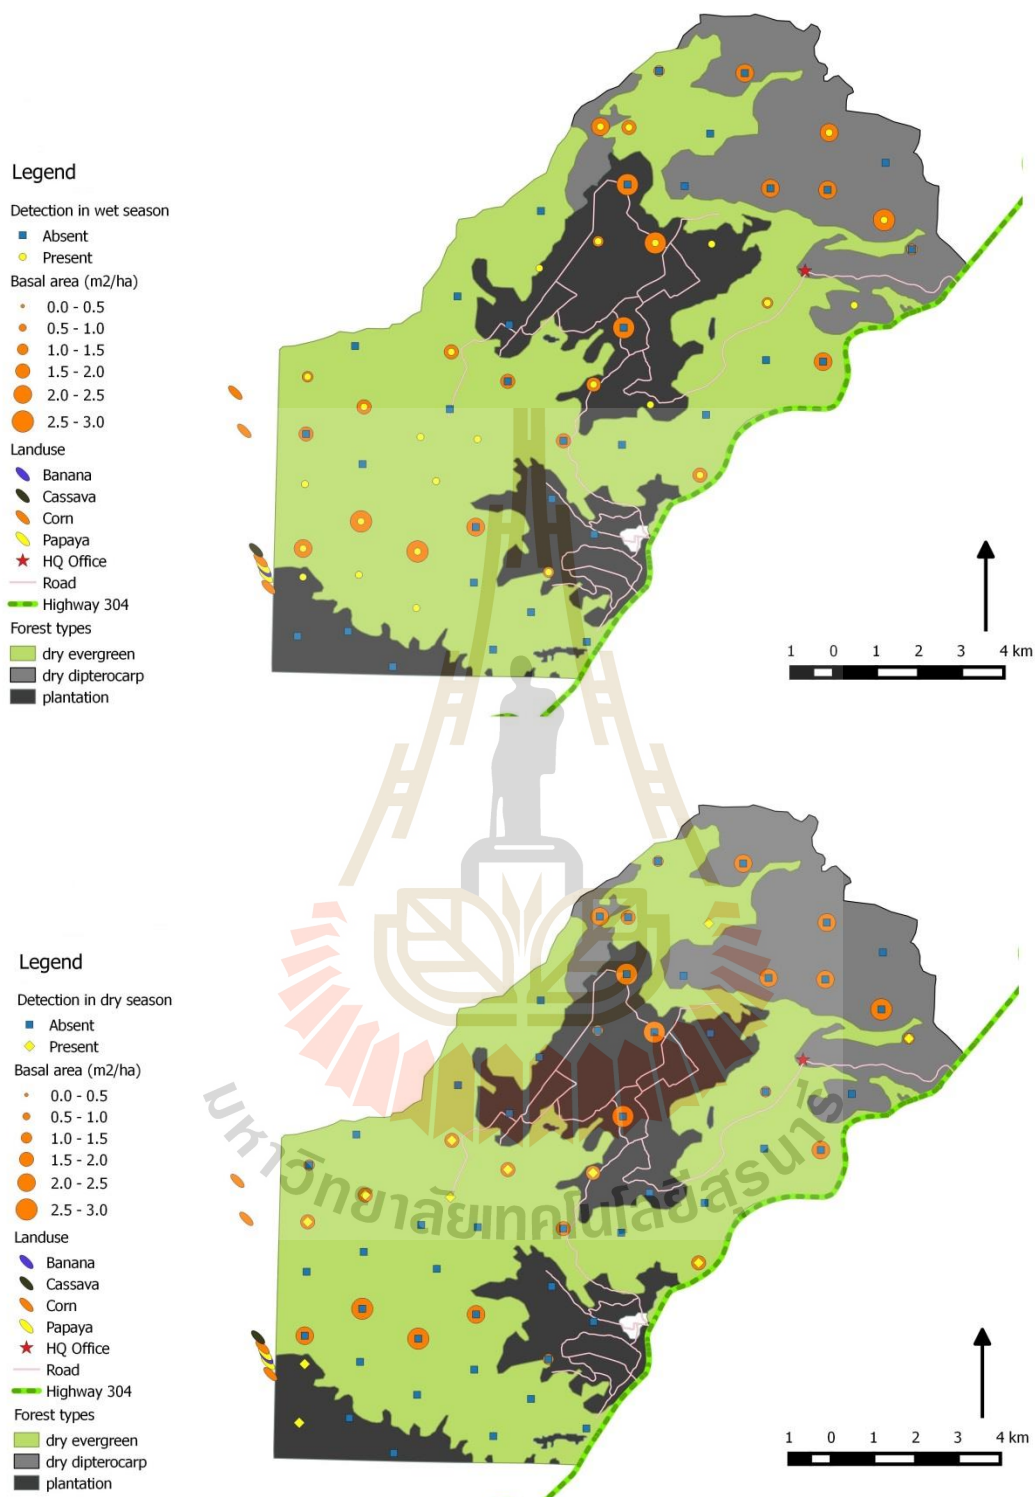 Legend
Detection in wet season
Absent
Present
Basal area (m2/ha)
0.0 - 0.5
0.5 - 1.0
1.0 - 1.5
1.5 - 2.0
2.0 - 2.5
2.5 - 3.0
Landuse
Banana
Cassava
Corn
Papaya
HQ Office
Road
Highway 304
Forest types
dry evergreen
dry dipterocarp
plantation
1 0 1 2 3 4 km
Legend
Detection in dry season
Absent
Present
Basal area (m2/ha)
0.0 - 0.5
0.5 - 1.0
1.0 - 1.5
1.5 - 2.0
2.0 - 2.5
2.5 - 3.0
Landuse
Banana
Cassava
Corn
Papaya
HQ Office
Road
Highway 304
Forest types
dry evergreen
dry dipterocarp
plantation
1 0 1 2 3 4 km
มหาวิทยาลัยเทคโนโลยีสุรนารี